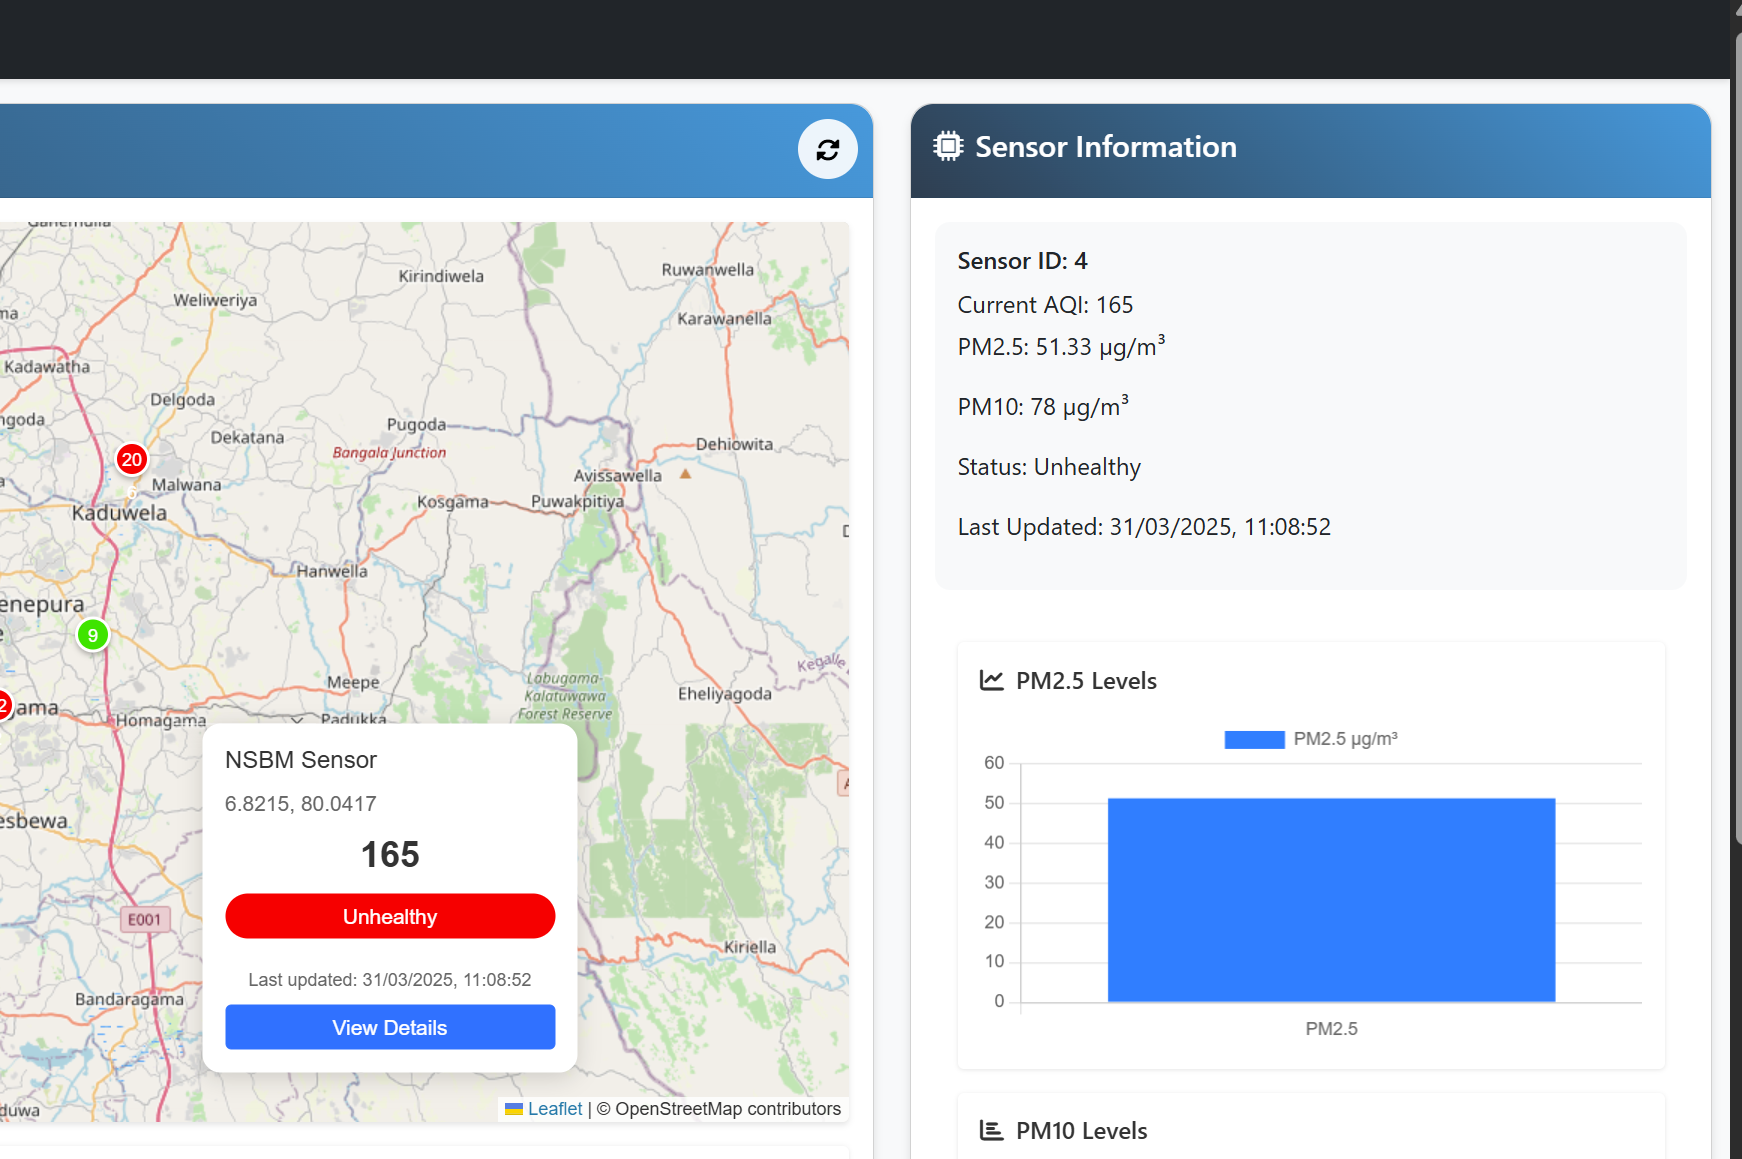 Sensor Information
Kirindiwela
Ruwanwella
Weliweriya
Karawanella
Kadawatha
Delgoda
Pugoda
Dekatana
Bangala Junction
Dehiowita
20
6
Malwana
Avissawella
Kosgama
Puwakpitiya
Kaduwela
Hanwella
enepura
9
Meepe
Labugama-
Kalatuwawa
Forest Reserve
Kegalle
Eheliyagoda
2
ama
Homagama
Padukka
esbewa
E001
Kiriella
Bandaragama
duwa
NSBM Sensor
6.8215, 80.0417
165
Unhealthy
Last updated: 31/03/2025, 11:08:52
View Details
Leaflet | © OpenStreetMap contributors
Sensor ID: 4
Current AQI: 165
PM2.5: 51.33 µg/m³
PM10: 78 µg/m³
Status: Unhealthy
Last Updated: 31/03/2025, 11:08:52
PM2.5 Levels
PM2.5 µg/m³
60
50
40
30
20
10
0
PM2.5
PM10 Levels